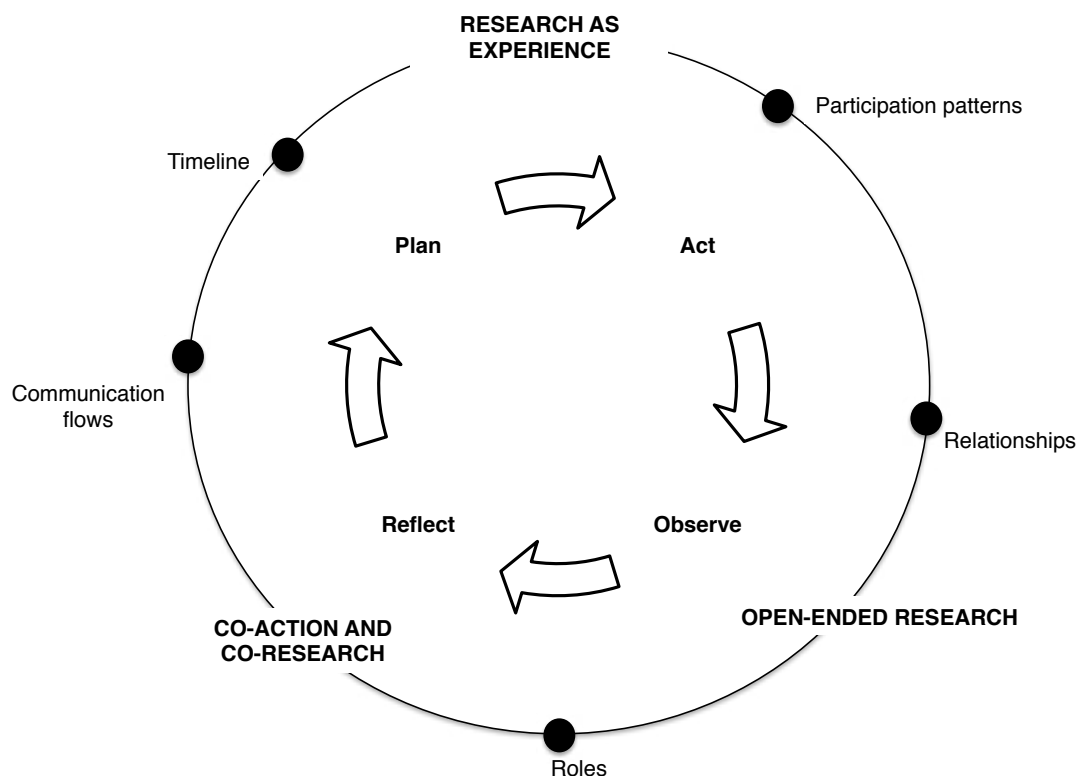 RESEARCH AS
EXPERIENCE
Participation patterns
Timeline
Plan
Act
Communication
flows
Relationships
Reflect
Observe
CO-ACTION AND
CO-RESEARCH
OPEN-ENDED RESEARCH
Roles